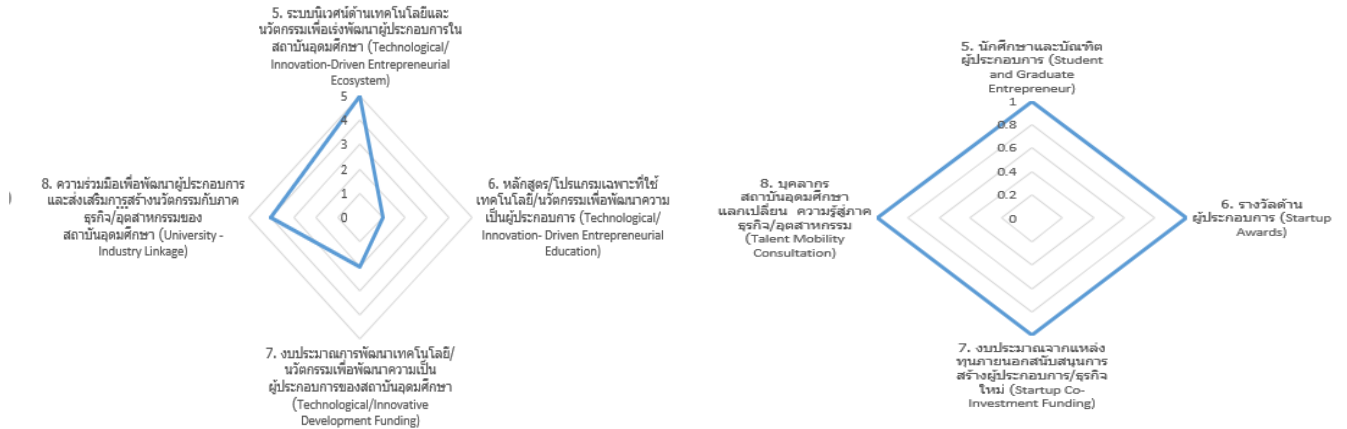 5. ระบบนิเวศน์ด้านเทคโนโลยีและ
นวัตกรรมเพื่อเร่งพัฒนาผู้ประกอบการใน
สถาบันอุดมศึกษา (Technological/
Innovation-Driven Entrepreneurial
Ecosystem)
5
4
3
2
1
0
6. หลักสูตร/โปรแกรมเฉพาะที่ใช้
เทคโนโลยี/นวัตกรรมเพื่อพัฒนาความ
เป็นผู้ประกอบการ (Technological/
Innovation- Driven Entrepreneurial
Education)
7. งบประมาณการพัฒนาเทคโนโลยี/
นวัตกรรมเพื่อพัฒนาความเป็น
ผู้ประกอบการของสถาบันอุดมศึกษา
(Technological/Innovative
Development Funding)
8. ความร่วมมือเพื่อพัฒนาผู้ประกอบการ
และส่งเสริมการสร้างนวัตกรรมกับภาค
ธุรกิจ/อุตสาหกรรมของ
สถาบันอุดมศึกษา (University -
Industry Linkage)
5. นักศึกษาและบัณฑิต
ผู้ประกอบการ (Student
and Graduate
Entrepreneur)
1
0.8
0.6
0.4
0.2
0
6. รางวัลด้าน
ผู้ประกอบการ (Startup
Awards)
7. งบประมาณจากแหล่ง
ทุนภายนอกสนับสนุนการ
สร้างผู้ประกอบการ/ธุรกิจ
ใหม่ (Startup Co-
Investment Funding)
8. บุคลากร
สถาบันอุดมศึกษา
แลกเปลี่ยน ความรู้สู่ภาค
ธุรกิจ/อุตสาหกรรม
(Talent Mobility
Consultation)